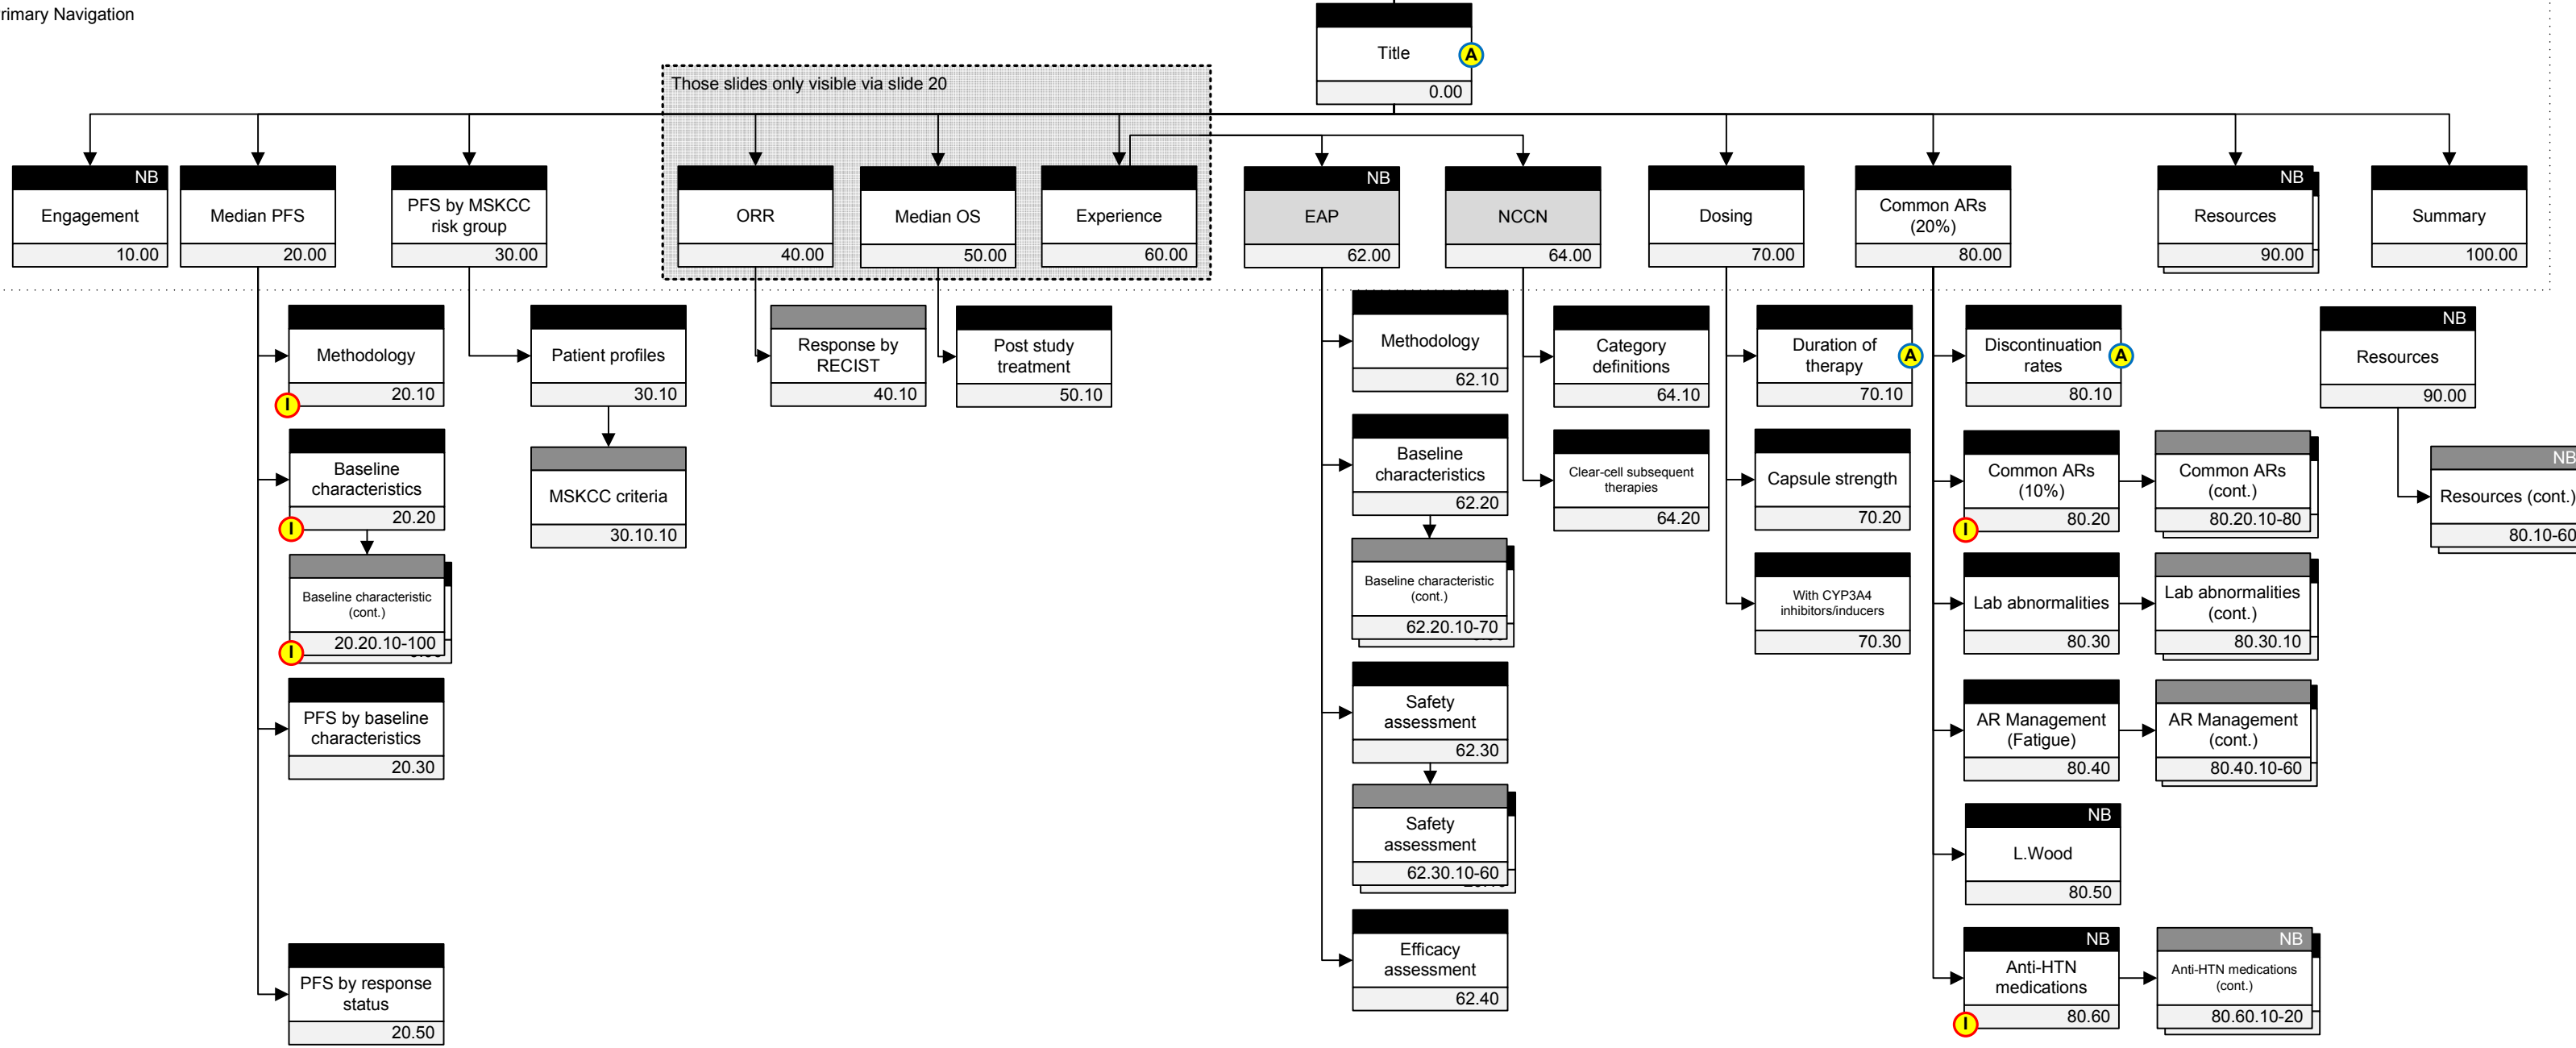 rimary Navigation
Title
A
0.00
Those slides only visible via slide 20
NB
Engagement
10.00
Median PFS
20.00
PFS by MSKCC
risk group
30.00
ORR
40.00
Median OS
50.00
Experience
60.00
NB
EAP
62.00
NCCN
64.00
Dosing
70.00
Common ARs
(20%)
80.00
NB
Resources
90.00
Summary
100.00
Methodology
20.10
I
Baseline
characteristics
20.20
I
Baseline characteristic
(cont.)
20.20.10-100
I
PFS by baseline
characteristics
20.30
PFS by response
status
20.50
Patient profiles
30.10
MSKCC criteria
30.10.10
Response by
RECIST
40.10
Post study
treatment
50.10
Methodology
62.10
Baseline
characteristics
62.20
Baseline characteristic
(cont.)
62.20.10-70
Safety
assessment
62.30
Safety
assessment
62.30.10-60
Efficacy
assessment
62.40
Category
definitions
64.10
Clear-cell subsequent
therapies
64.20
Duration of
therapy
A
70.10
Capsule strength
70.20
With CYP3A4
inhibitors/inducers
70.30
Discontinuation
rates
A
80.10
Common ARs
(10%)
80.20
I
Common ARs
(cont.)
80.20.10-80
Lab abnormalities
80.30
Lab abnormalities
(cont.)
80.30.10
AR Management
(Fatigue)
80.40
AR Management
(cont.)
80.40.10-60
NB
L.Wood
80.50
NB
Anti-HTN
medications
80.60
I
NB
Anti-HTN medications
(cont.)
80.60.10-20
NB
Resources
90.00
NB
Resources (cont.)
80.10-60